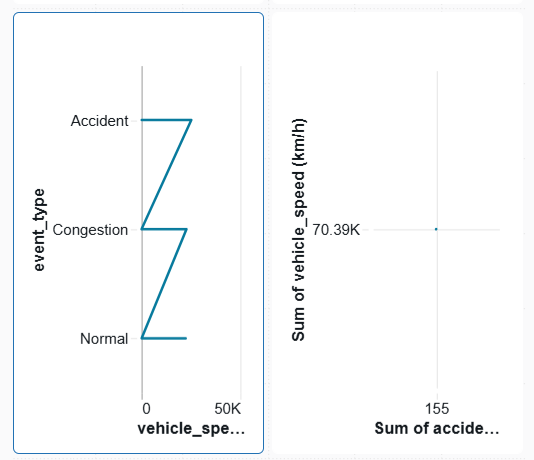 event_type
Accident
Congestion
Normal
0 50K
vehicle_spe...
Sum of vehicle_speed (km/h)
70.39K
155
Sum of accide...